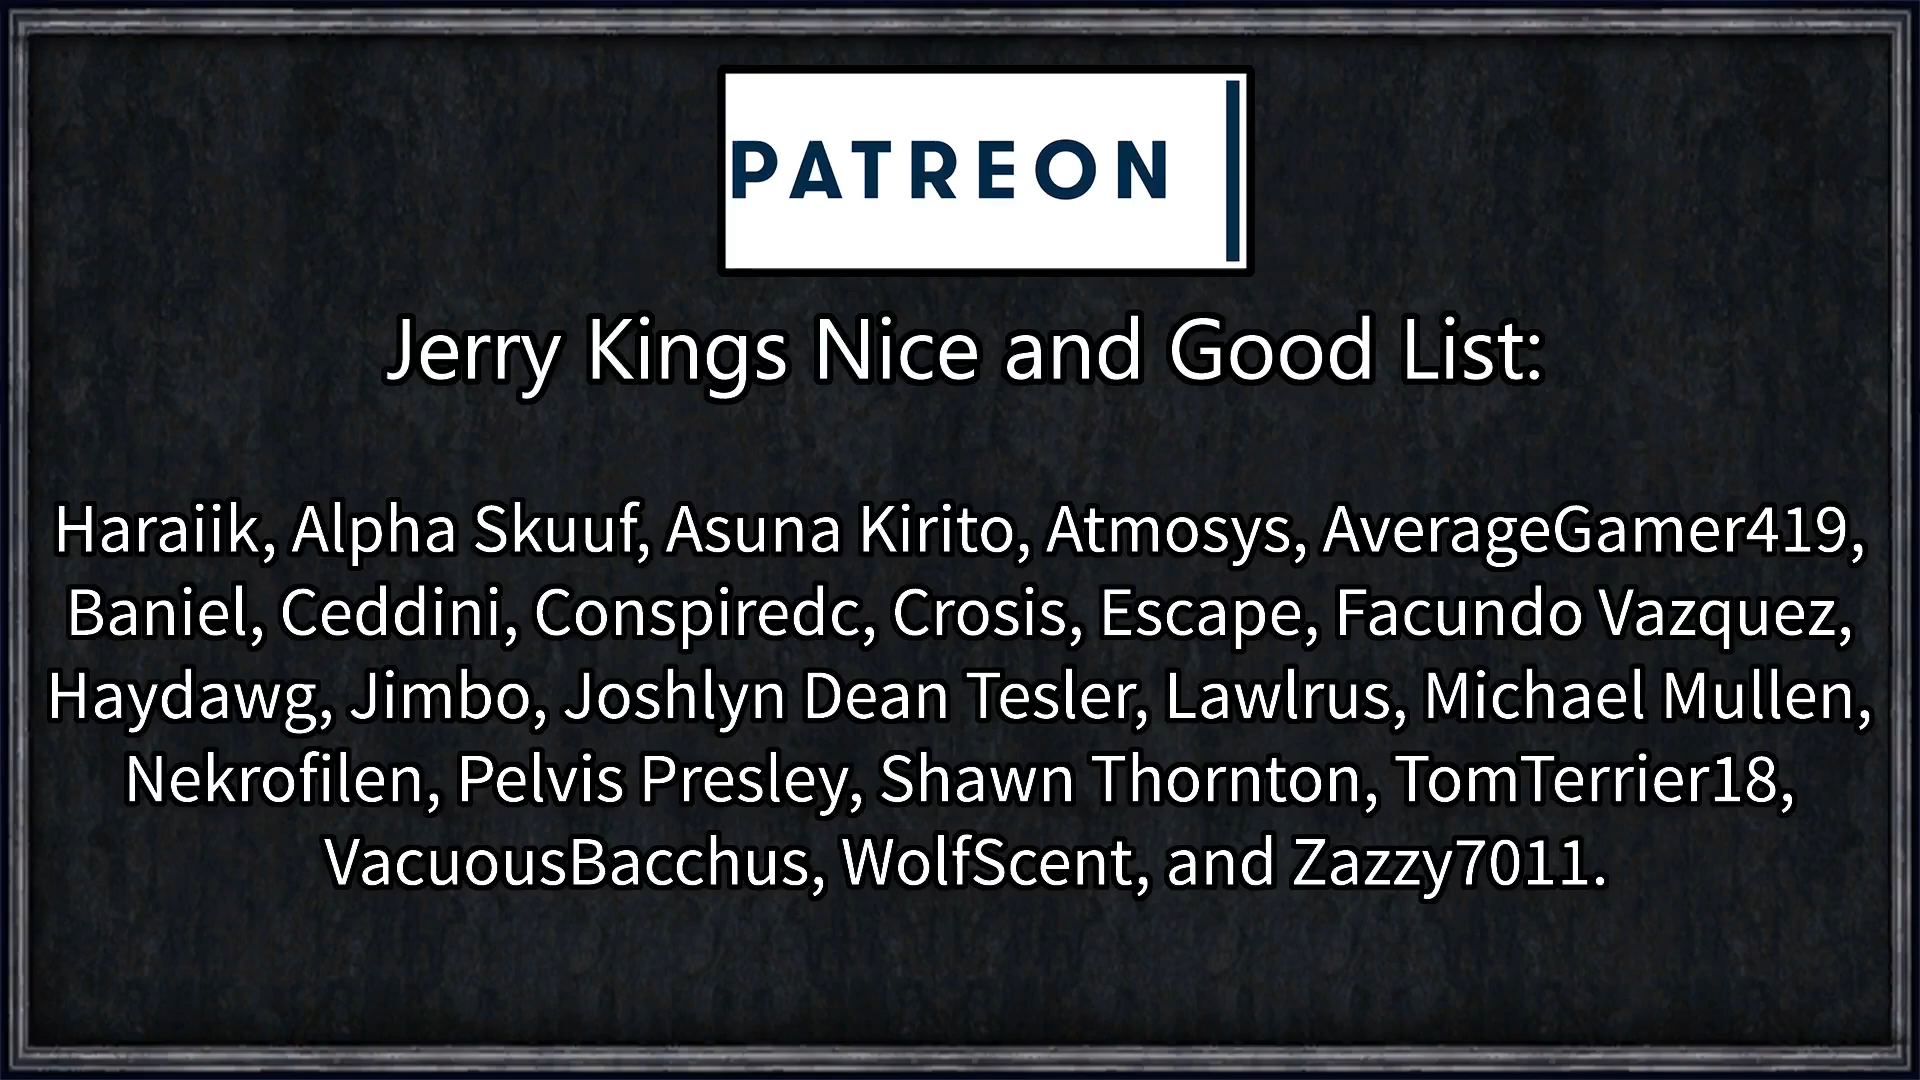 PATREON
Jerry Kings Nice and Good List:
Haraiik, Alpha Skuuf, Asuna Kirito, Atmosys, AverageGamer419,
Baniel, Ceddini, Conspiredc, Crosis, Escape, Facundo Vazquez,
Haydawg, Jimbo, Joshlyn Dean Tesler, Lawlrus, Michael Mullen,
Nekrofilen, Pelvis Presley, Shawn Thornton, TomTerrier18,
VacuousBacchus, WolfScent, and Zazzy7011.